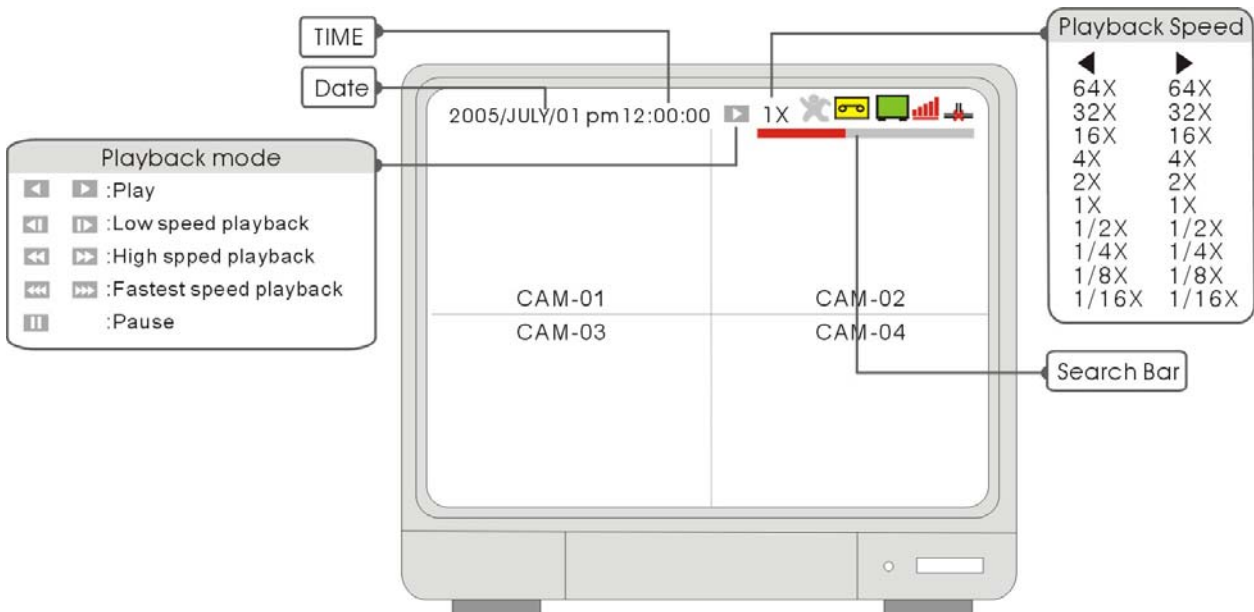 TIME
Date
2005/JULY/01 pm 12:00:00 1X
Playback mode
:Play
:Low speed playback
:High spped playback
:Fastest speed playback
:Pause
CAM-01
CAM-02
CAM-03
CAM-04
Playback Speed
64X 64X
32X 32X
16X 16X
4X 4X
2X 2X
1X 1X
1/2X 1/2X
1/4X 1/4X
1/8X 1/8X
1/16X 1/16X
Search Bar